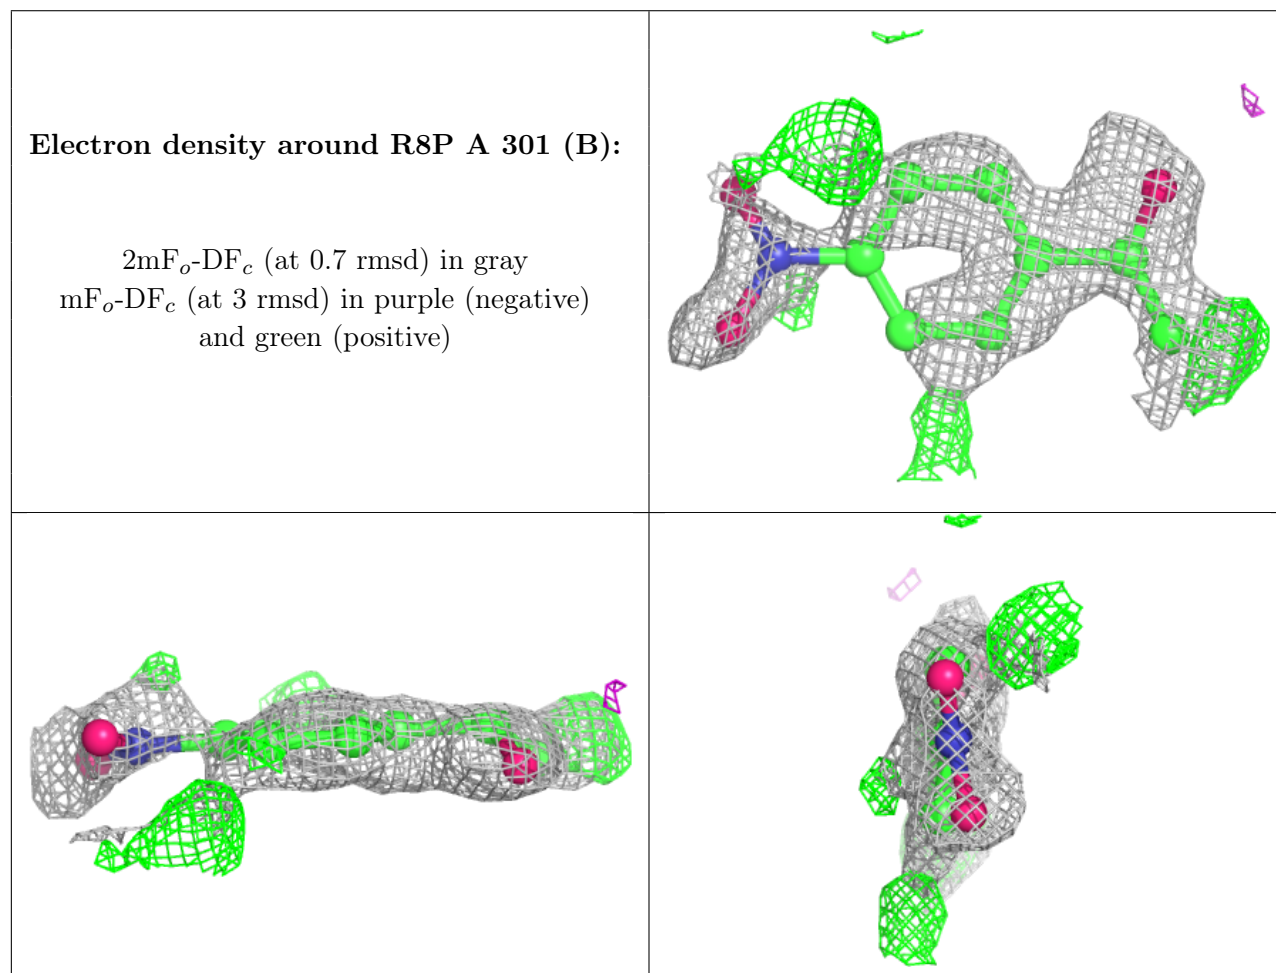 Electron density around R8P A 301 (B):
2mFo-DFc (at 0.7 rmsd) in gray
mFo-DFc (at 3 rmsd) in purple (negative)
and green (positive)